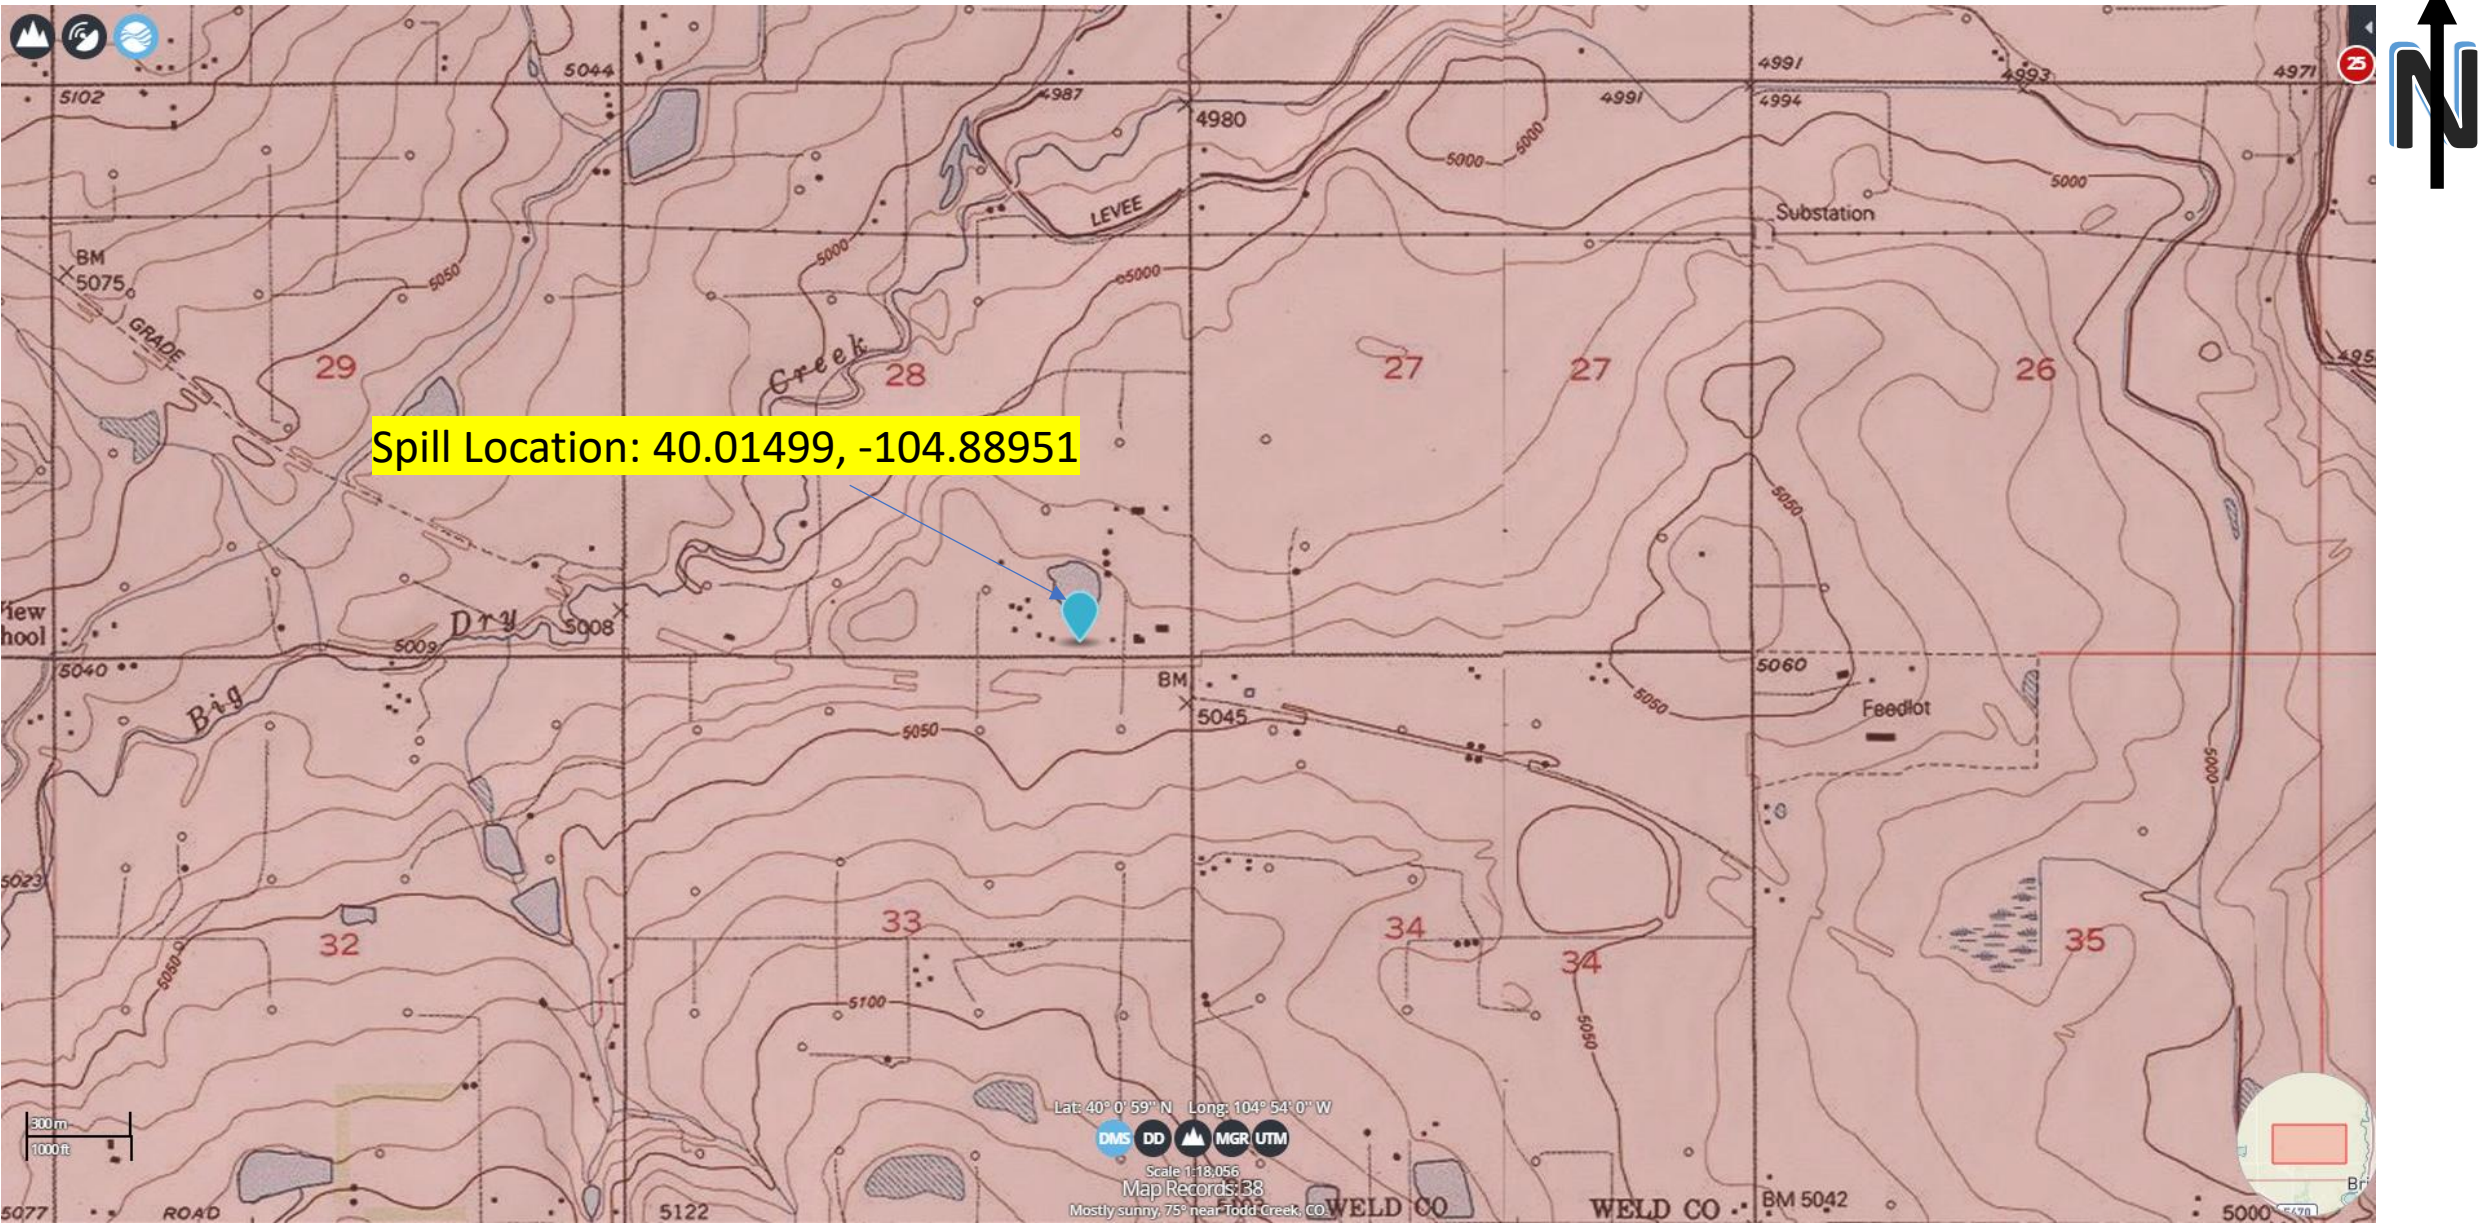 N
25
5044
5102
4987
4980
4991
4991
4994
4993
4971
5000
5000
LEVEE
5000
Substation
BM
5075
5050
GRADE
5000
5000
Creek
29
28
27
27
26
Spill Location: 40.01499, -104.88951
5050
Dry
5008
5009
5040
Big
BM
5045
5050
5060
5050
Feedlot
5000
5023
32
33
34
34
35
5050
5100
5050
300 m
1000 ft
Lat: 40° 0' 59" N Long: 104° 54' 0" W
DMS DD MGR UTM
Scale 1:18,056
Map Records: 38
Mostly sunny, 75° near Todd Creek, CO
5077
ROAD
5122
WELD CO
WELD CO
BM 5042
5000